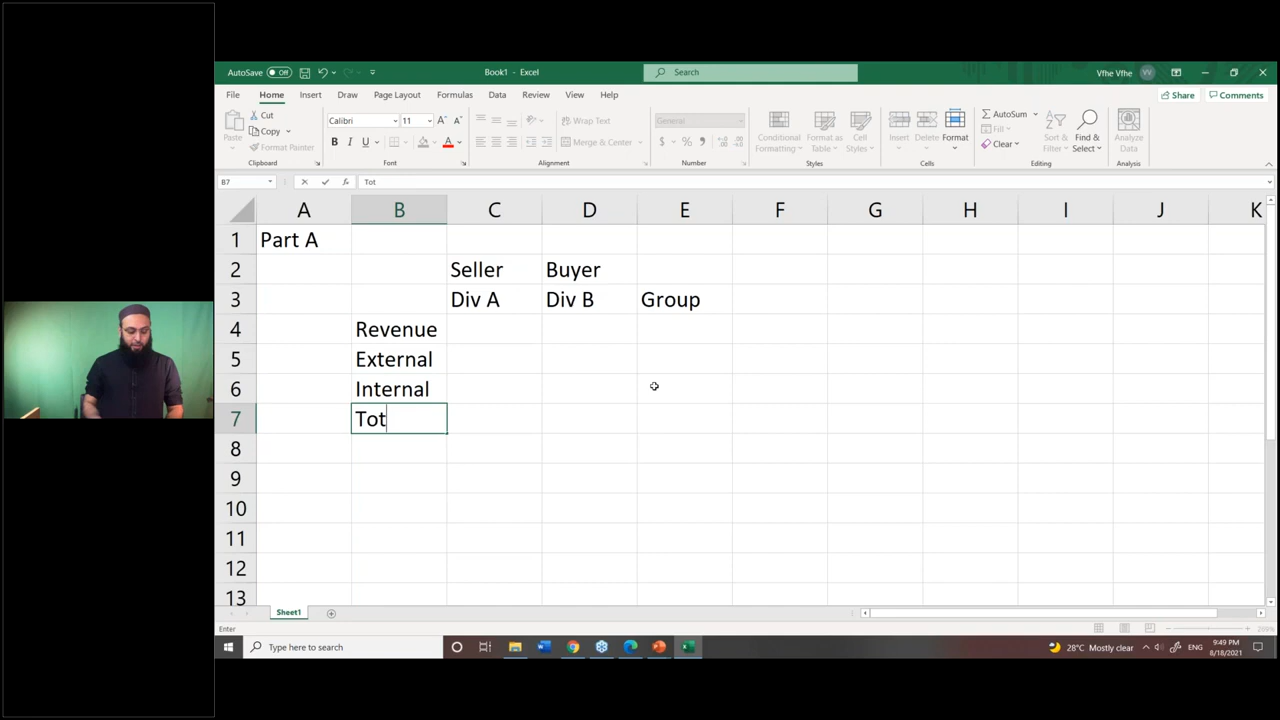 AutoSave Off Book1 - Excel Search Vfhe Vfhe
File Home Insert Draw Page Layout Formulas Data Review View Help Share Comments
Cut Calibri 11 Wrap Text General AutoSum
Paste Copy Fill Conditional Format as Cell Insert Delete Format Sort & Find & Analyze
Format Painter Merge & Center Clear Formatting Table Styles Filter Select Data
Clipboard Font Alignment Number Styles Cells Editing Analysis
B7 Tot
A B C D E F G H I J K
1 Part A
2 Seller Buyer
3 Div A Div B Group
4 Revenue
5 External
6 Internal
7 Tot
8
9
10
11
12
13
Sheet1
Enter
Type here to search 28°C Mostly clear ENG 9:49 PM
8/18/2021